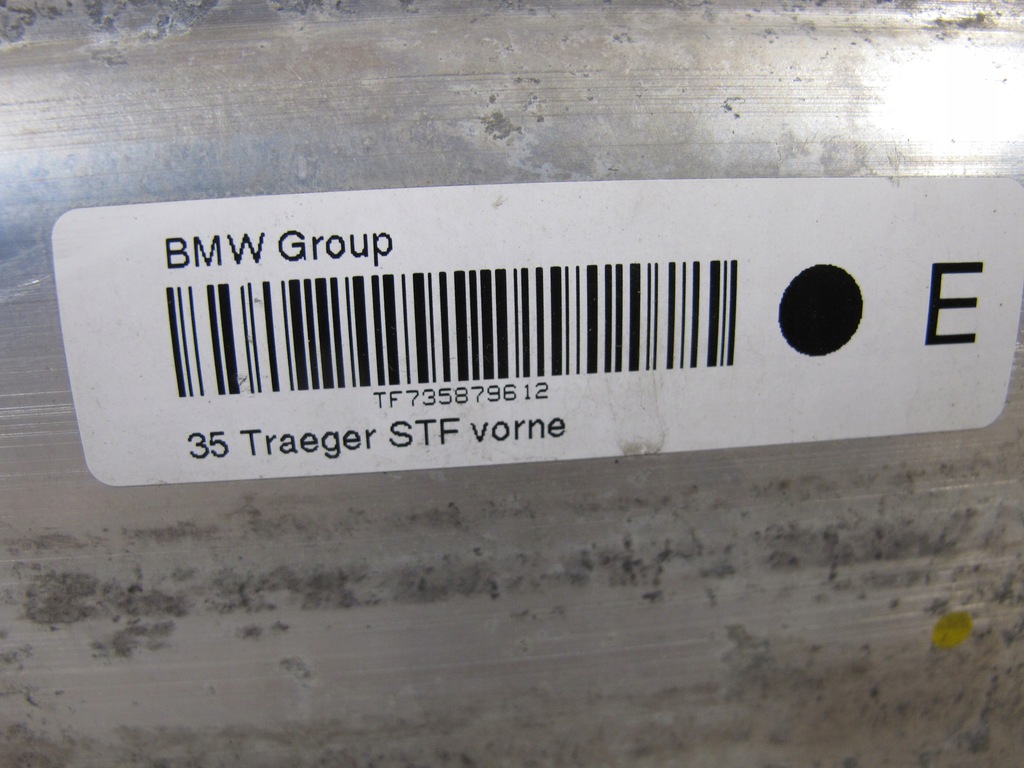 BMW Group
E
TF735879612
35 Traeger STF vorne